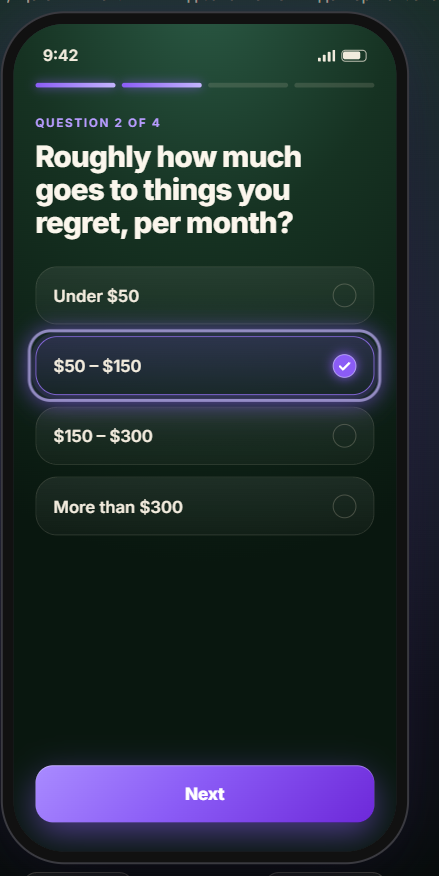 9:42
QUESTION 2 OF 4
Roughly how much
goes to things you
regret, per month?
Under $50
$50 – $150
$150 – $300
More than $300
Next